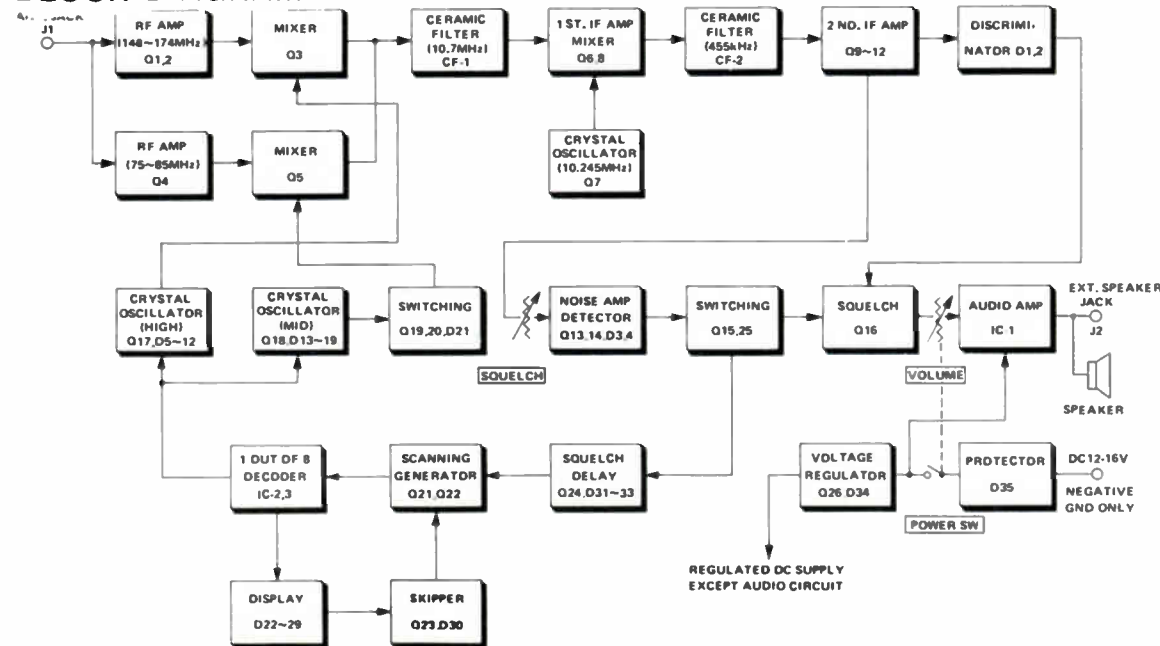 J1
RF AMP
(148~174MHz)
Q1,2
MIXER
Q3
CERAMIC
FILTER
(10.7MHz)
CF-1
1 ST. IF AMP
MIXER
Q6,8
CERAMIC
FILTER
(455kHz)
CF-2
2 ND. IF AMP
Q9~12
DISCRIMI-
NATOR D1,2
RF AMP
(75~85MHz)
Q4
MIXER
Q5
CRYSTAL
OSCILLATOR
(10.245MHz)
Q7
CRYSTAL
OSCILLATOR
(HIGH)
Q17,D5~12
CRYSTAL
OSCILLATOR
(MID)
Q18,D13~19
SWITCHING
Q19,20,D21
SQUELCH
NOISE AMP
DETECTOR
Q13,14,D3,4
SWITCHING
Q15,25
SQUELCH
Q16
VOLUME
AUDIO AMP
IC 1
EXT. SPEAKER
JACK
J2
SPEAKER
1 OUT OF 8
DECODER
IC-2,3
SCANNING
GENERATOR
Q21,Q22
SQUELCH
DELAY
Q24,D31~33
VOLTAGE
REGULATOR
Q26 D34
POWER SW
PROTECTOR
D35
DC12-16V
NEGATIVE
GND ONLY
REGULATED DC SUPPLY
EXCEPT AUDIO CIRCUIT
DISPLAY
D22~29
SKIPPER
Q23,D30